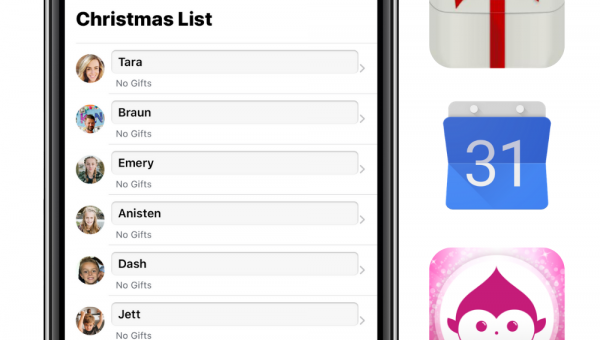 Christmas List
Tara
No Gifts
Braun
No Gifts
Emery
No Gifts
Anisten
No Gifts
Dash
No Gifts
Jett
No Gifts
31